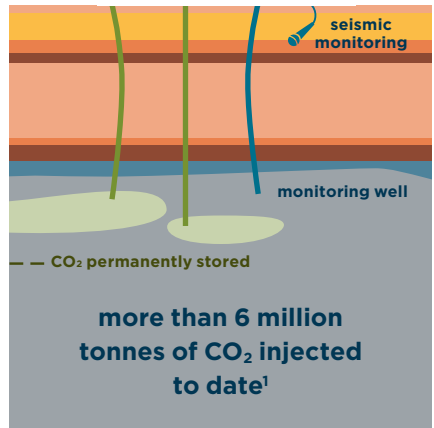 seismic
monitoring
monitoring well
CO₂ permanently stored
more than 6 million
tonnes of CO₂ injected
to date¹